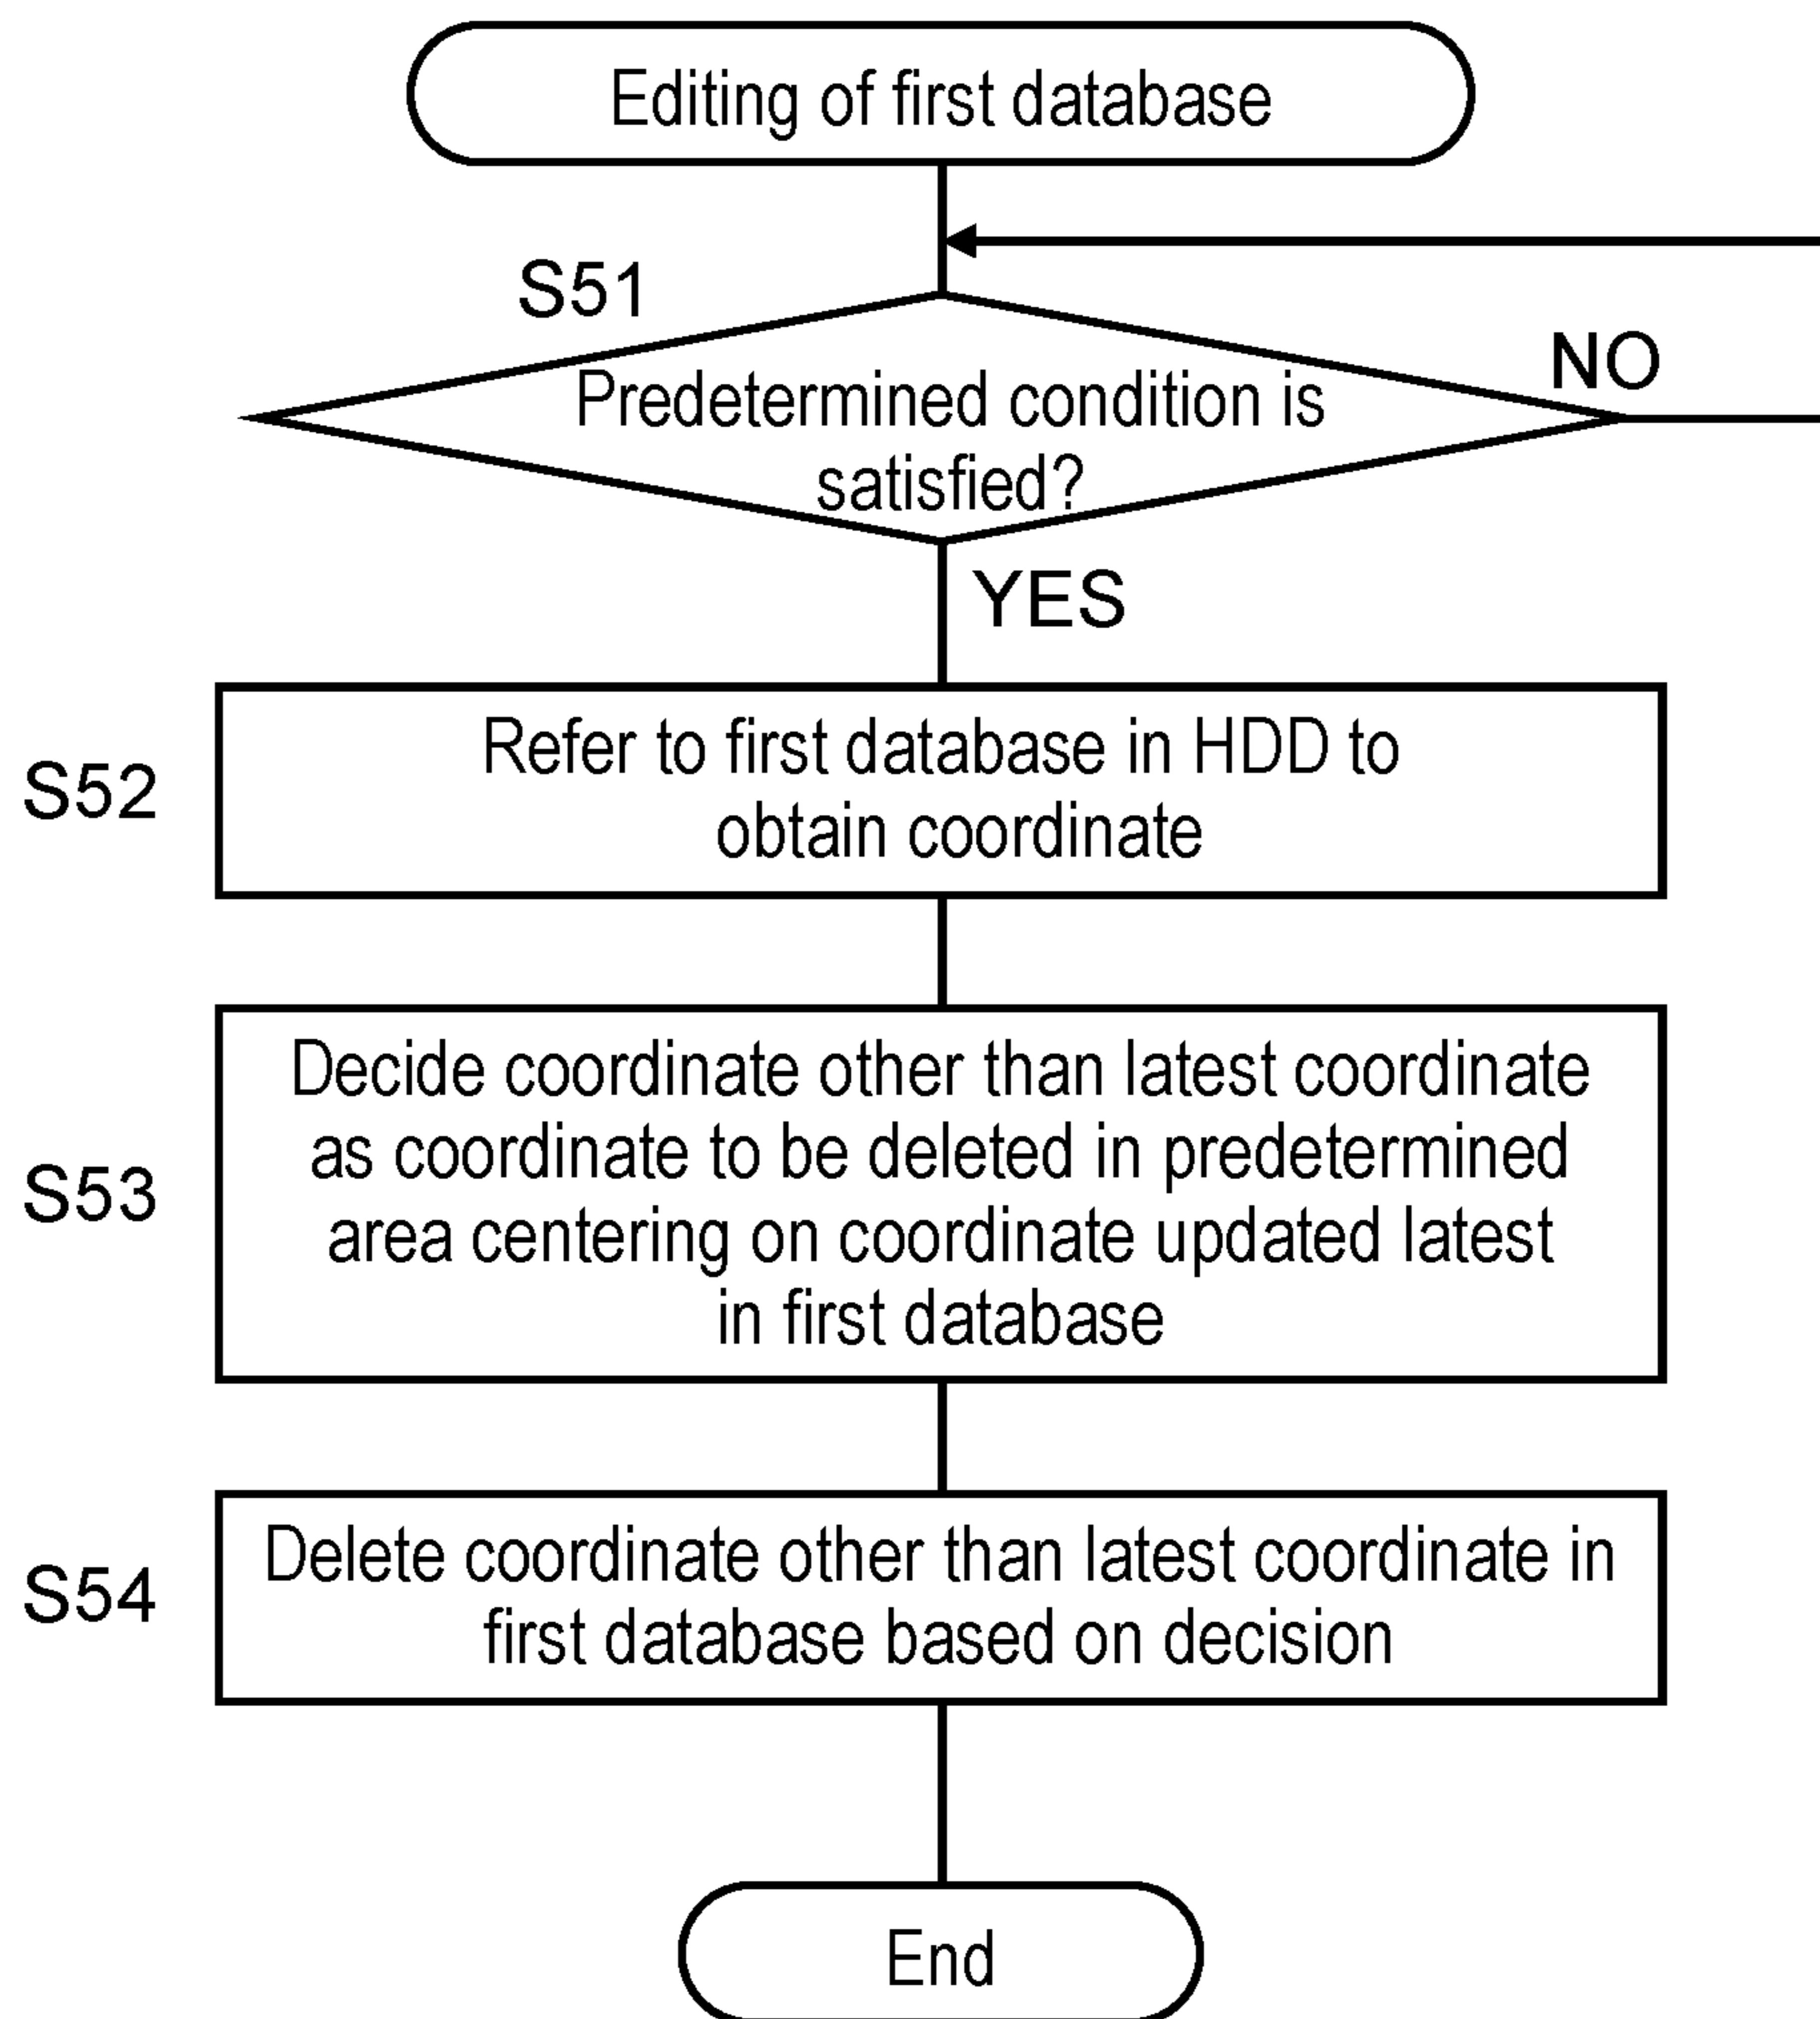 Editing of first database
S51
NO
Predetermined condition is
satisfied?
YES
S52
Refer to first database in HDD to
obtain coordinate
S53
Decide coordinate other than latest coordinate
as coordinate to be deleted in predetermined
area centering on coordinate updated latest
in first database
S54
Delete coordinate other than latest coordinate in
first database based on decision
End